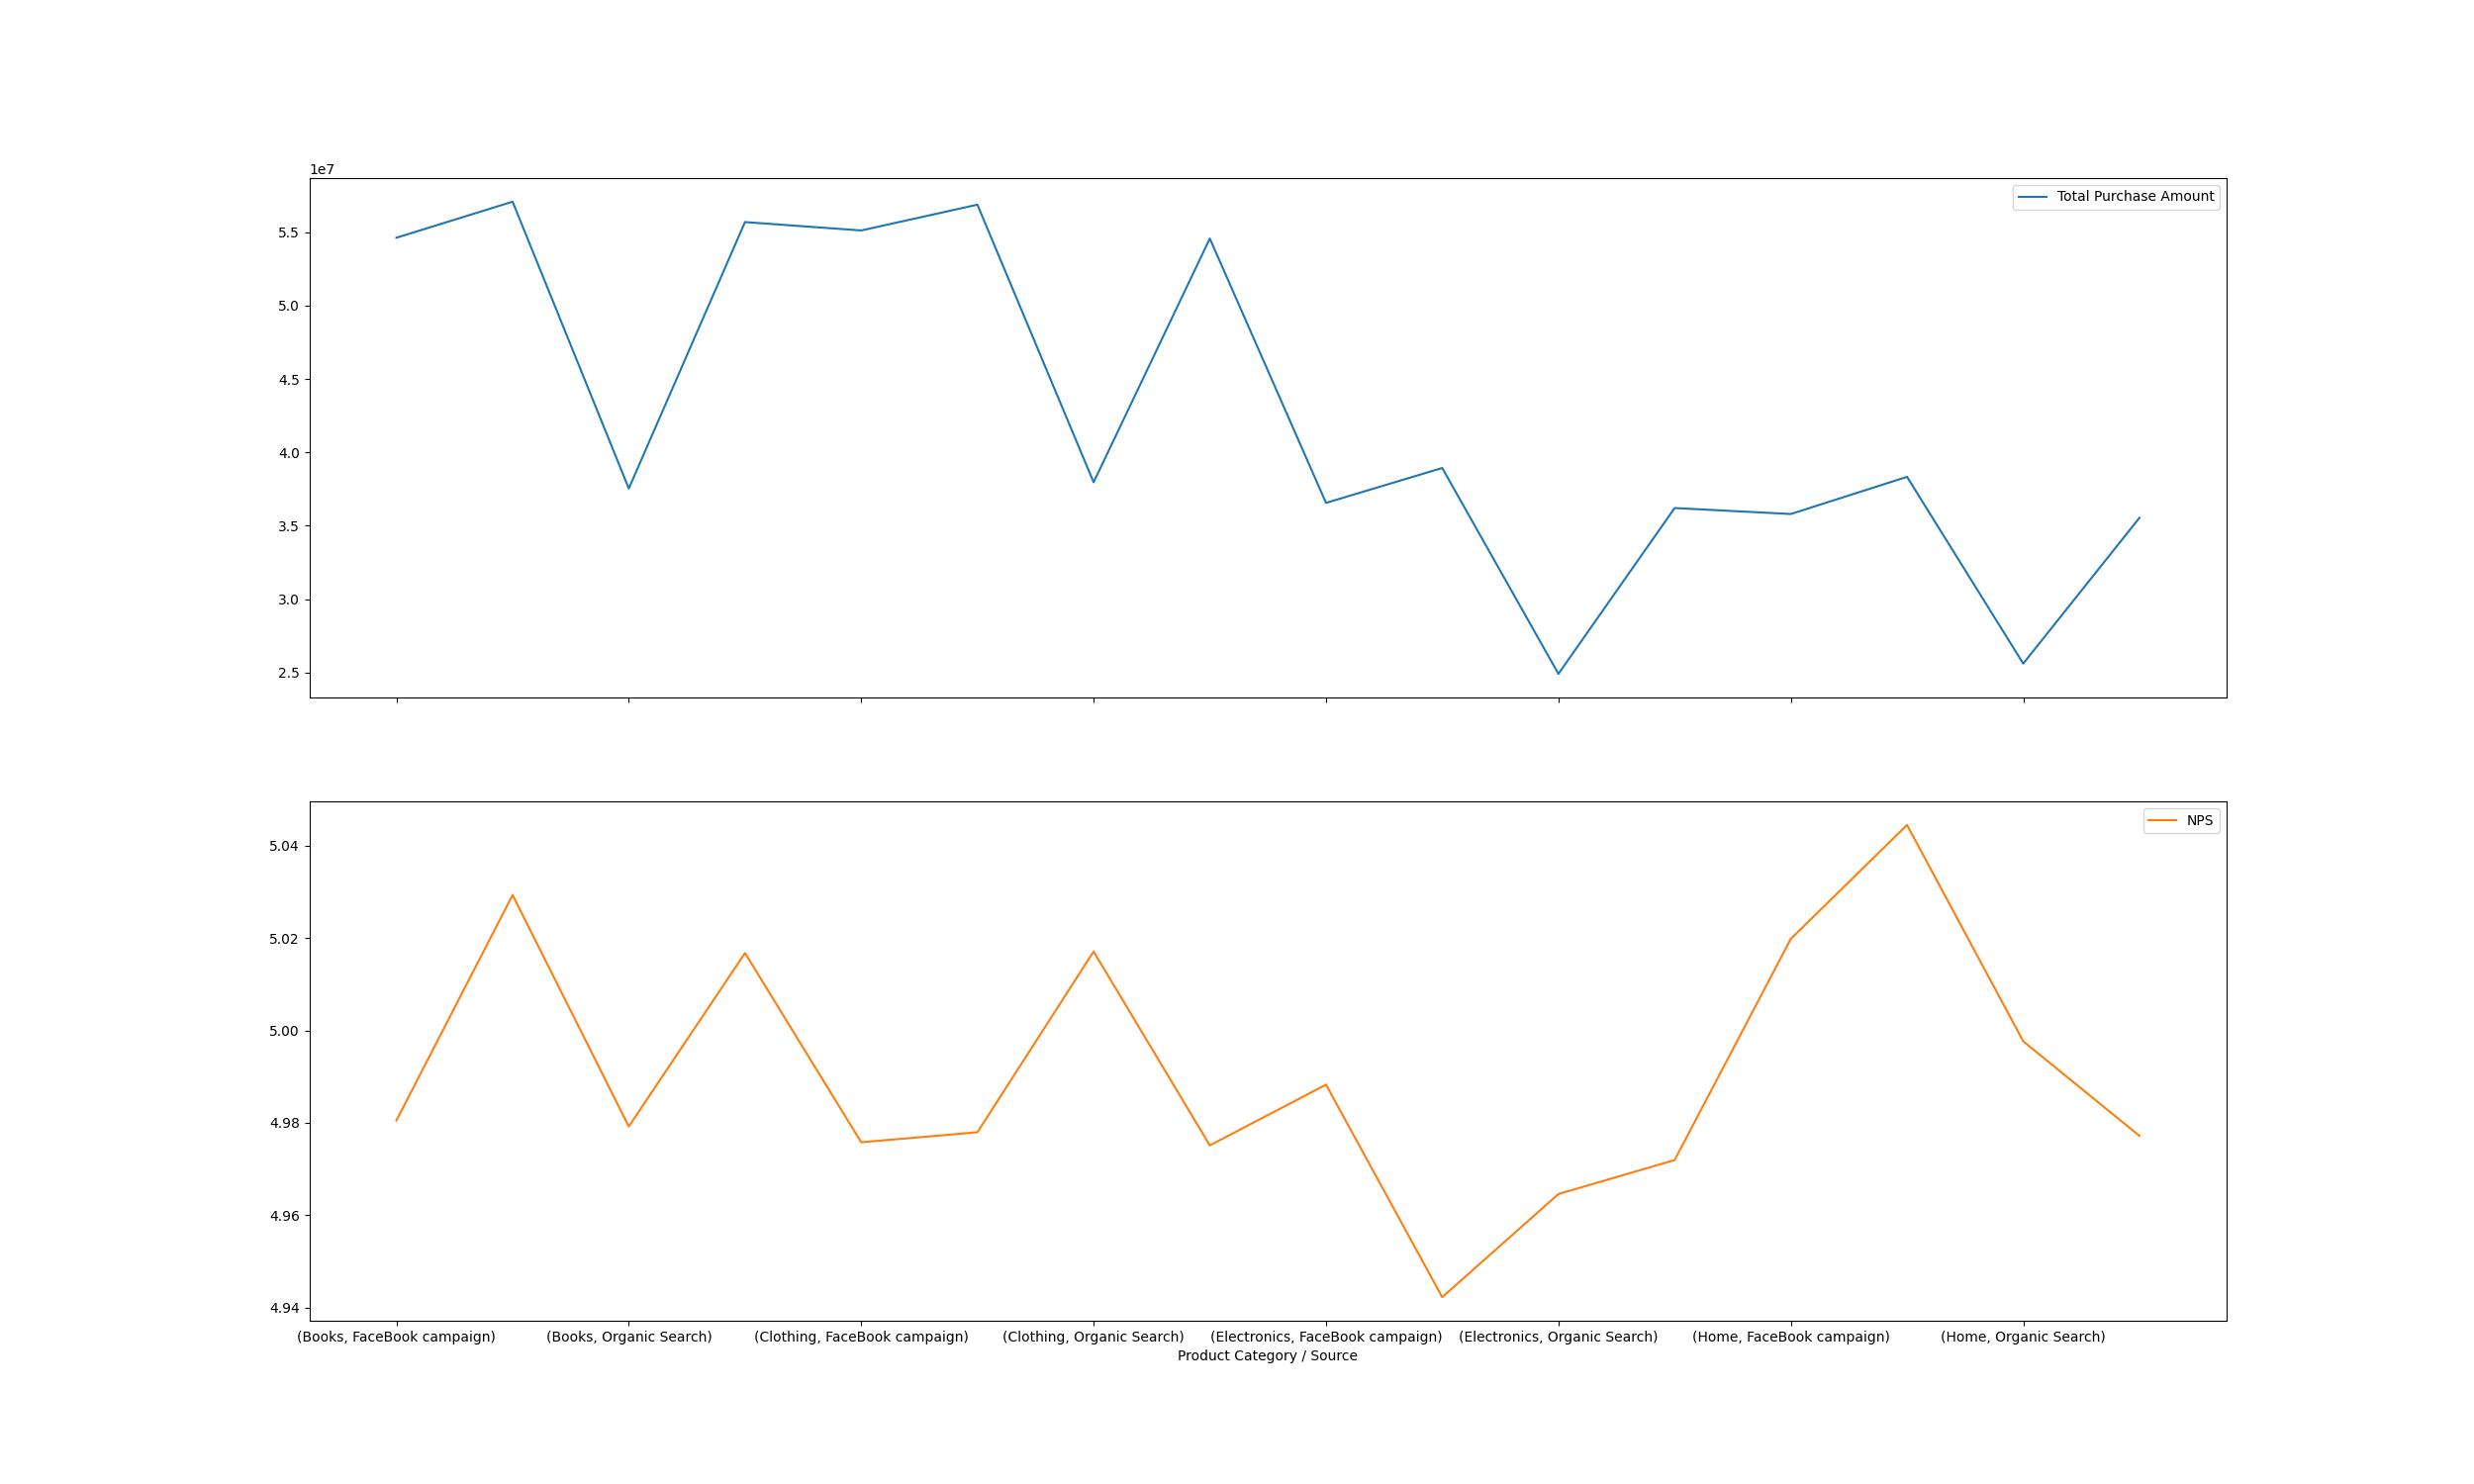 1e7
Total Purchase Amount
5.5
5.0
4.5
4.0
3.5
3.0
2.5
NPS
5.04
5.02
5.00
4.98
4.96
4.94
(Books, FaceBook campaign) (Books, Organic Search) (Clothing, FaceBook campaign) (Clothing, Organic Search) (Electronics, FaceBook campaign) (Electronics, Organic Search) (Home, FaceBook campaign) (Home, Organic Search)
Product Category / Source